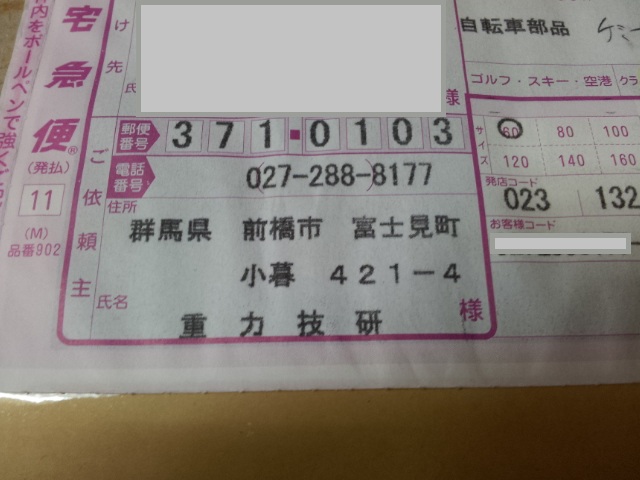 宅急便®
(発払)
11
(M)
品番902
内をボールペンで強く
け先
氏
様
自転車部品
ゴルフ・スキー・空港
サイズ
60 80 100
120 140 160
発店コード
023 132
お客様コード
ご依頼主
郵便番号 371-0103
電話番号 027-288-8177
住所
群馬県 前橋市 富士見町
小暮 421-4
氏名
重力技研 様